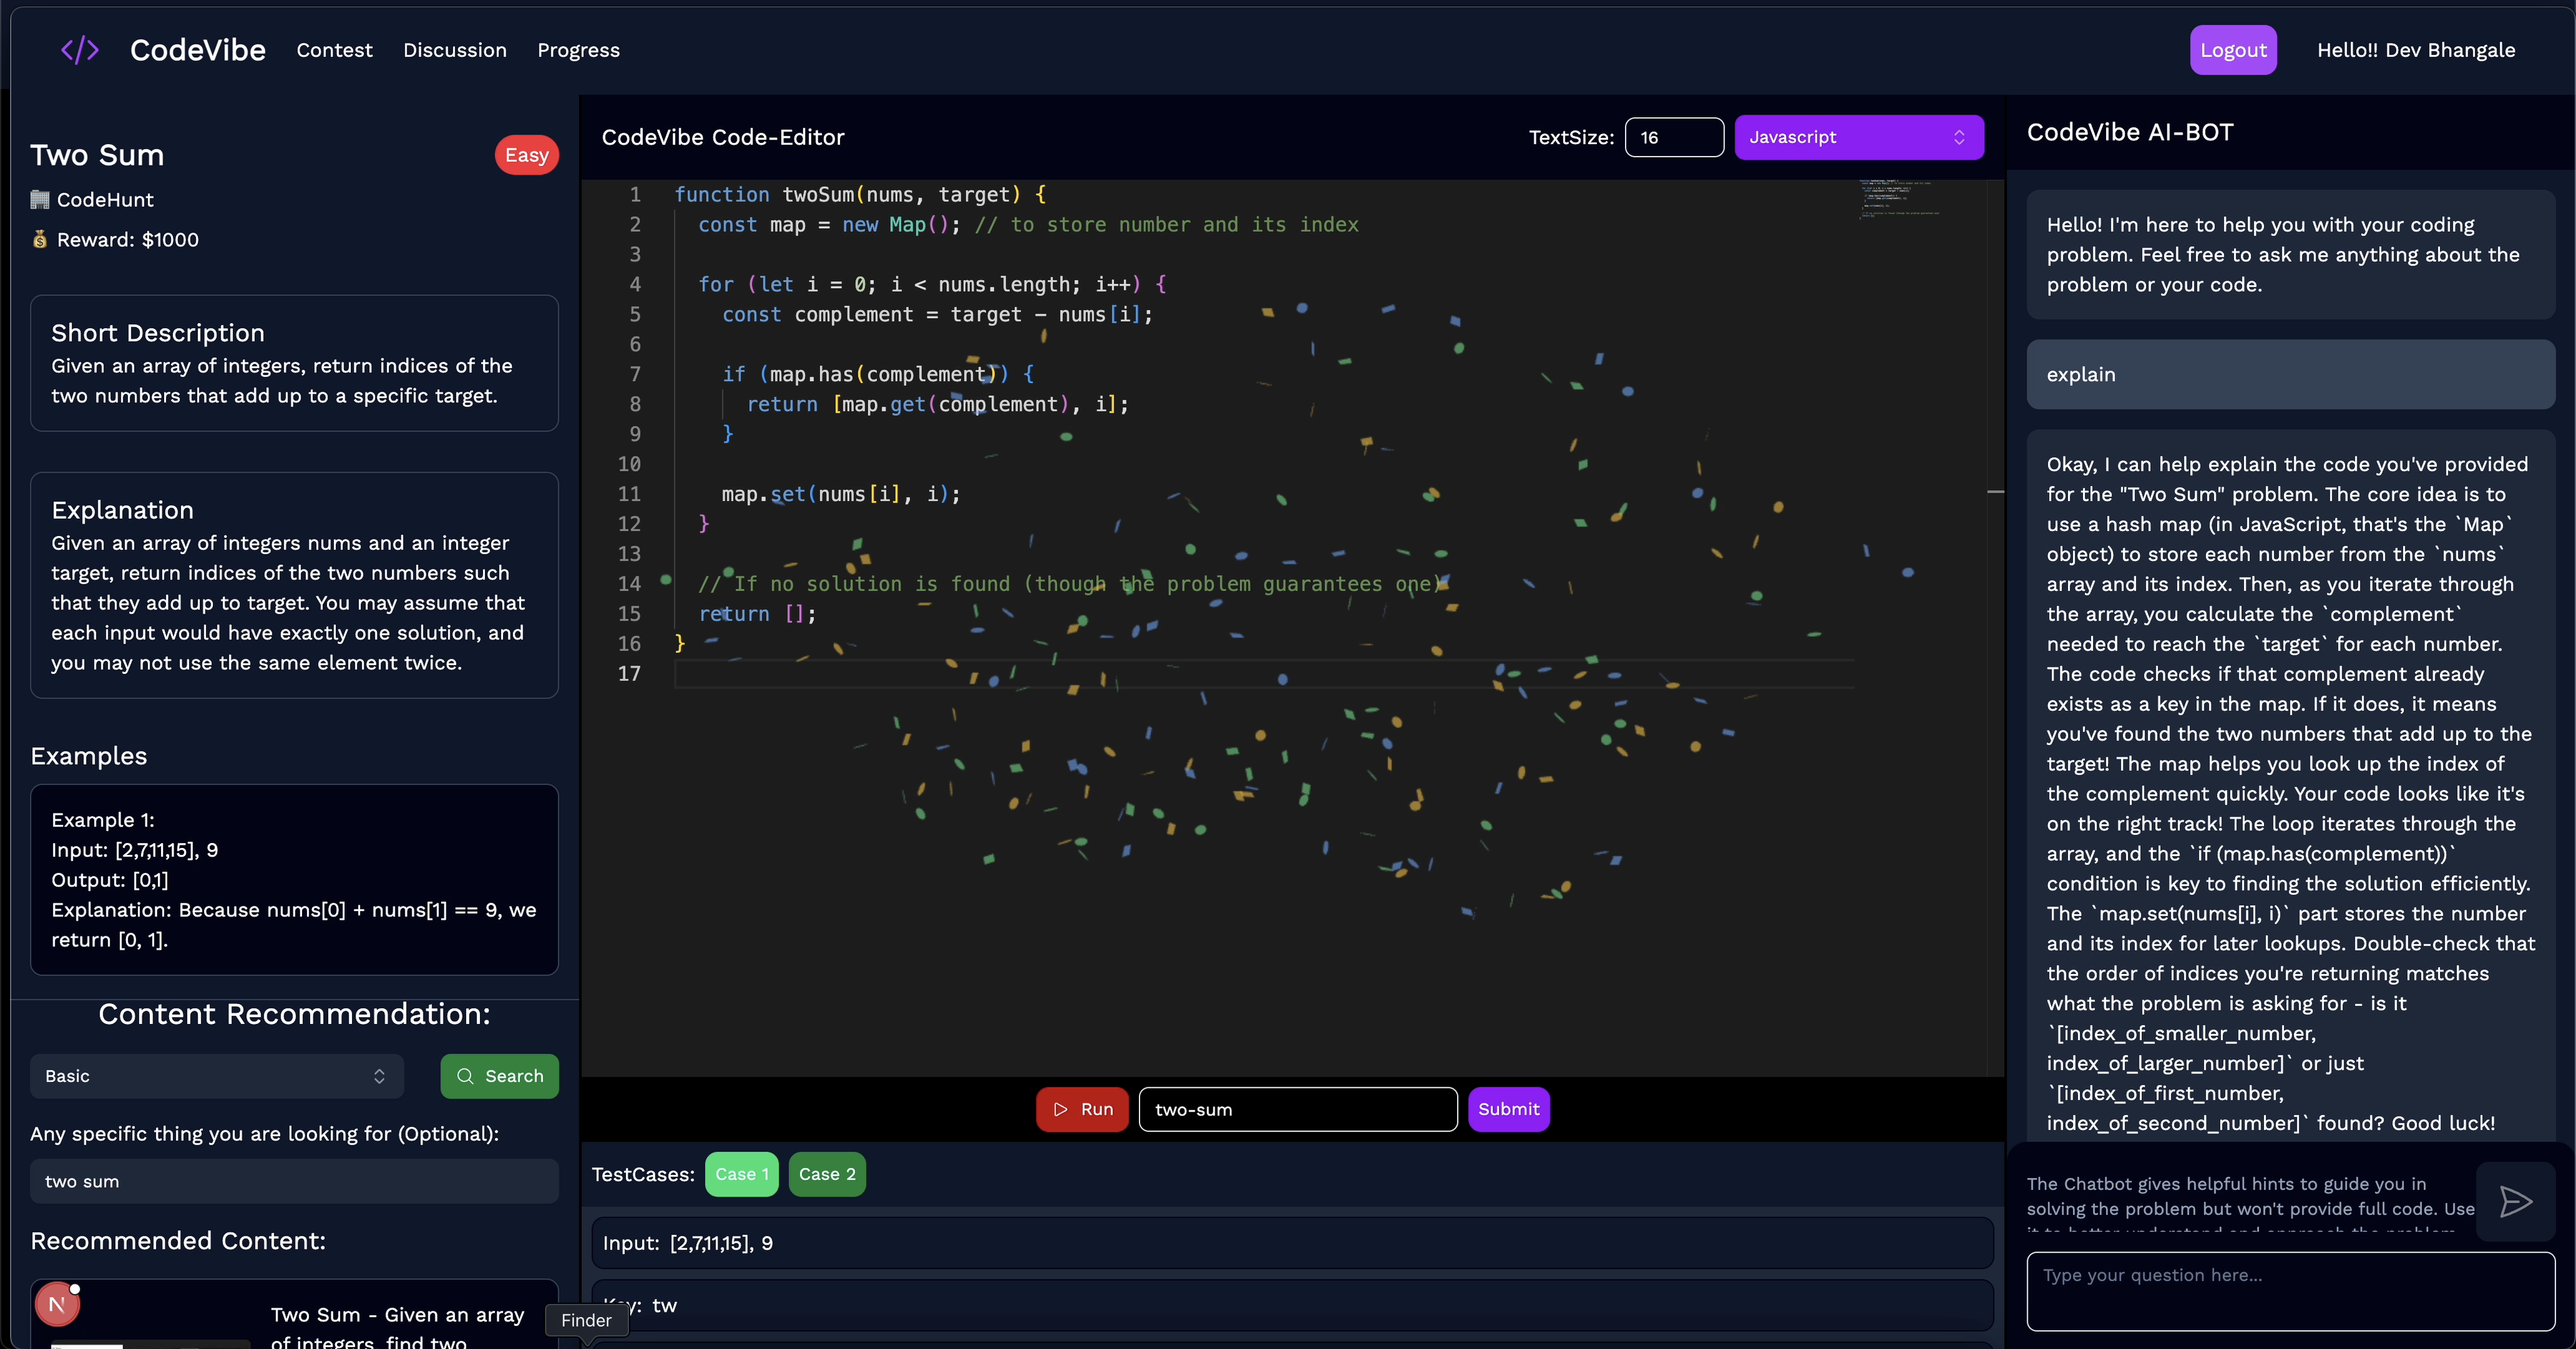 </> CodeVibe Contest Discussion Progress Logout Hello!! Dev Bhangale
Two Sum Easy
CodeHunt
Reward: $1000
Short Description
Given an array of integers, return indices of the
two numbers that add up to a specific target.
Explanation
Given an array of integers nums and an integer
target, return indices of the two numbers such
that they add up to target. You may assume that
each input would have exactly one solution, and
you may not use the same element twice.
Examples
Example 1:
Input: [2,7,11,15], 9
Output: [0,1]
Explanation: Because nums[0] + nums[1] == 9, we
return [0, 1].
Content Recommendation:
Basic Search
Any specific thing you are looking for (Optional):
two sum
Recommended Content:
N
Two Sum - Given an array
of integers, find two
Finder
CodeVibe Code-Editor TextSize: 16 Javascript
1 function twoSum(nums, target) {
2 const map = new Map(); // to store number and its index
3
4 for (let i = 0; i < nums.length; i++) {
5 const complement = target - nums[i];
6
7 if (map.has(complement)) {
8 return [map.get(complement), i];
9 }
10
11 map.set(nums[i], i);
12 }
13
14 // If no solution is found (though the problem guarantees one)
15 return [];
16 }
17
Run two-sum Submit
TestCases: Case 1 Case 2
Input: [2,7,11,15], 9
tw
CodeVibe AI-BOT
Hello! I'm here to help you with your coding
problem. Feel free to ask me anything about the
problem or your code.
explain
Okay, I can help explain the code you've provided
for the "Two Sum" problem. The core idea is to
use a hash map (in JavaScript, that's the `Map`
object) to store each number from the `nums`
array and its index. Then, as you iterate through
the array, you calculate the `complement`
needed to reach the `target` for each number.
The code checks if that complement already
exists as a key in the map. If it does, it means
you've found the two numbers that add up to the
target! The map helps you look up the index of
the complement quickly. Your code looks like it's
on the right track! The loop iterates through the
array, and the `if (map.has(complement))`
condition is key to finding the solution efficiently.
The `map.set(nums[i], i)` part stores the number
and its index for later lookups. Double-check that
the order of indices you're returning matches
what the problem is asking for - is it
`[index_of_smaller_number,
index_of_larger_number]` or just
`[index_of_first_number,
index_of_second_number]` found? Good luck!
The Chatbot gives helpful hints to guide you in
solving the problem but won't provide full code. Use
Type your question here...